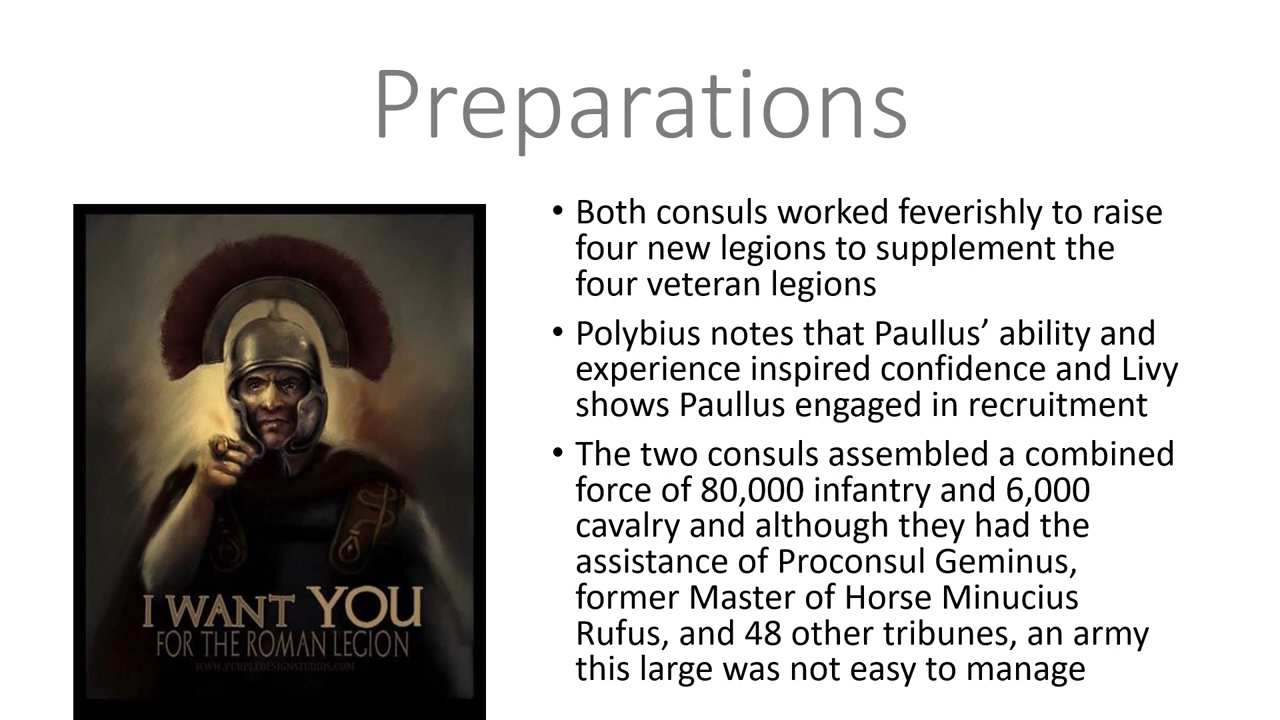 Preparations
• Both consuls worked feverishly to raise
four new legions to supplement the
four veteran legions
• Polybius notes that Paullus’ ability and
experience inspired confidence and Livy
shows Paullus engaged in recruitment
• The two consuls assembled a combined
force of 80,000 infantry and 6,000
cavalry and although they had the
assistance of Proconsul Geminus,
former Master of Horse Minucius
Rufus, and 48 other tribunes, an army
this large was not easy to manage
I WANT YOU
FOR THE ROMAN LEGION
WWW.PURPLEDESIGNSTUDIOS.COM